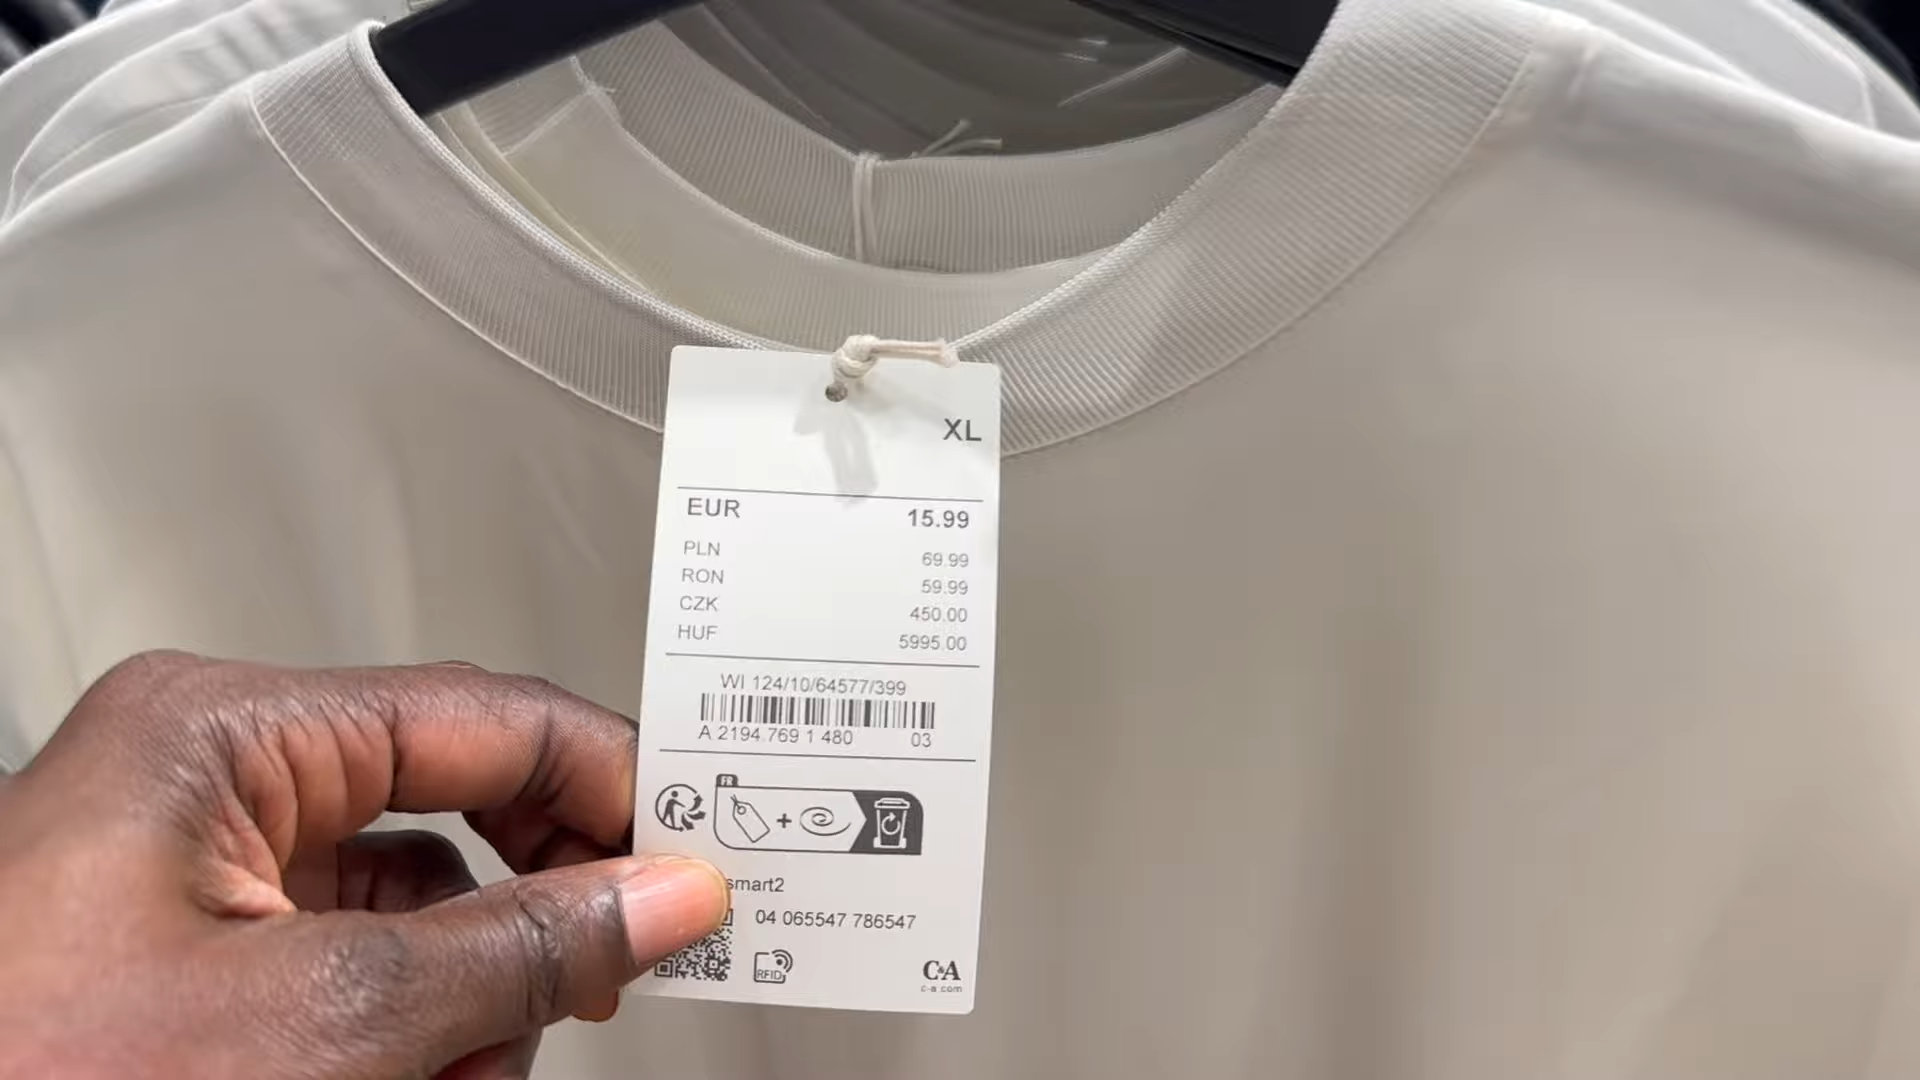 XL
EUR 15.99
PLN 69.99
RON 59.99
CZK 450.00
HUF 5995.00
WI 124/10/64577/399
A 2194.769 1 480 03
FR
+
smart2
04 065547 786547
RFID
C&A
c-a.com